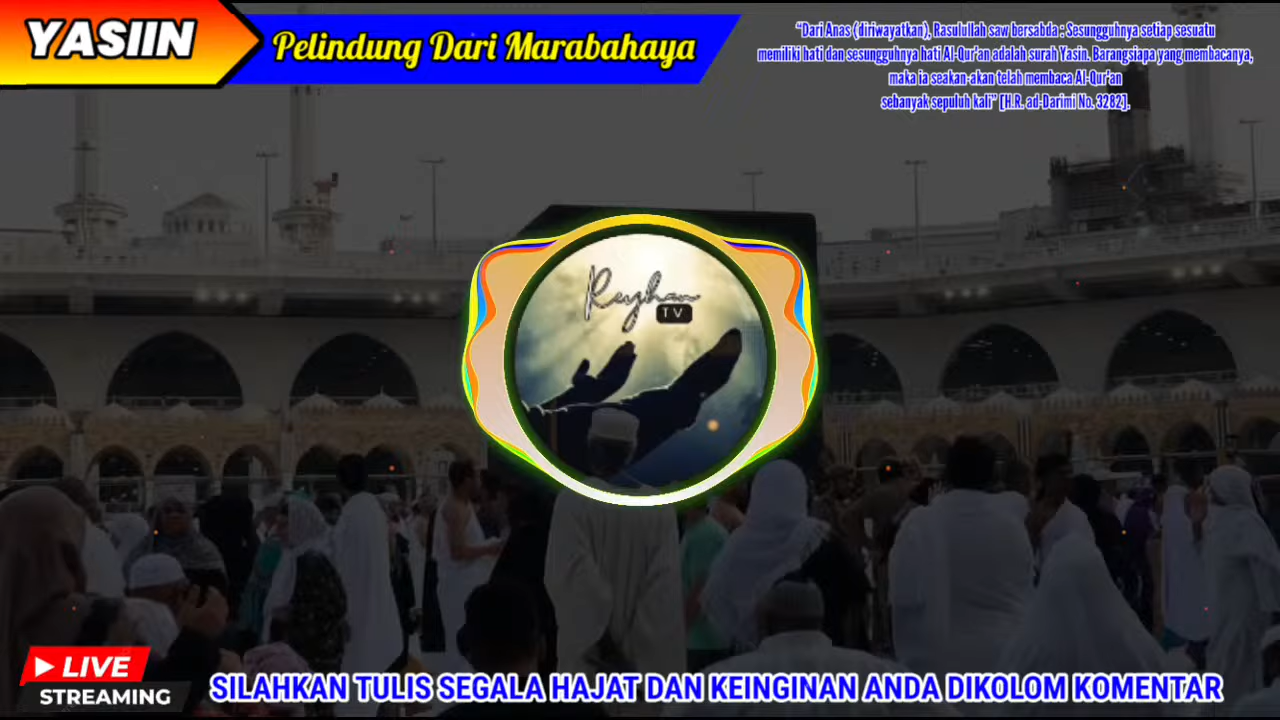 YASIIN
Pelindung Dari Marabahaya
“Dari Anas (diriwayatkan), Rasulullah saw bersabda : Sesungguhnya setiap sesuatu
memiliki hati dan sesungguhnya hati Al-Qur'an adalah surah Yasin. Barangsiapa yang membacanya,
maka ia seakan-akan telah membaca Al-Qur'an
sebanyak sepuluh kali” [H.R. ad-Darimi No. 3282].
Reyhan
TV
LIVE
STREAMING
SILAHKAN TULIS SEGALA HAJAT DAN KEINGINAN ANDA DIKOLOM KOMENTAR